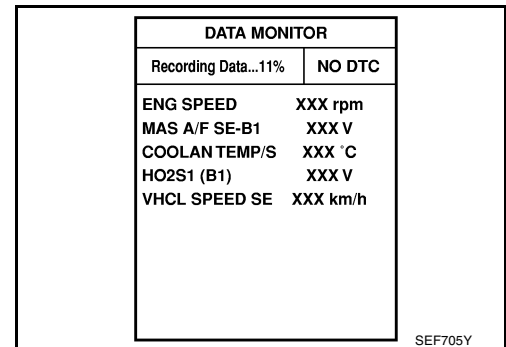 DATA MONITOR
Recording Data...11% NO DTC
ENG SPEED XXX rpm
MAS A/F SE-B1 XXX V
COOLAN TEMP/S XXX °C
HO2S1 (B1) XXX V
VHCL SPEED SE XXX km/h
SEF705Y